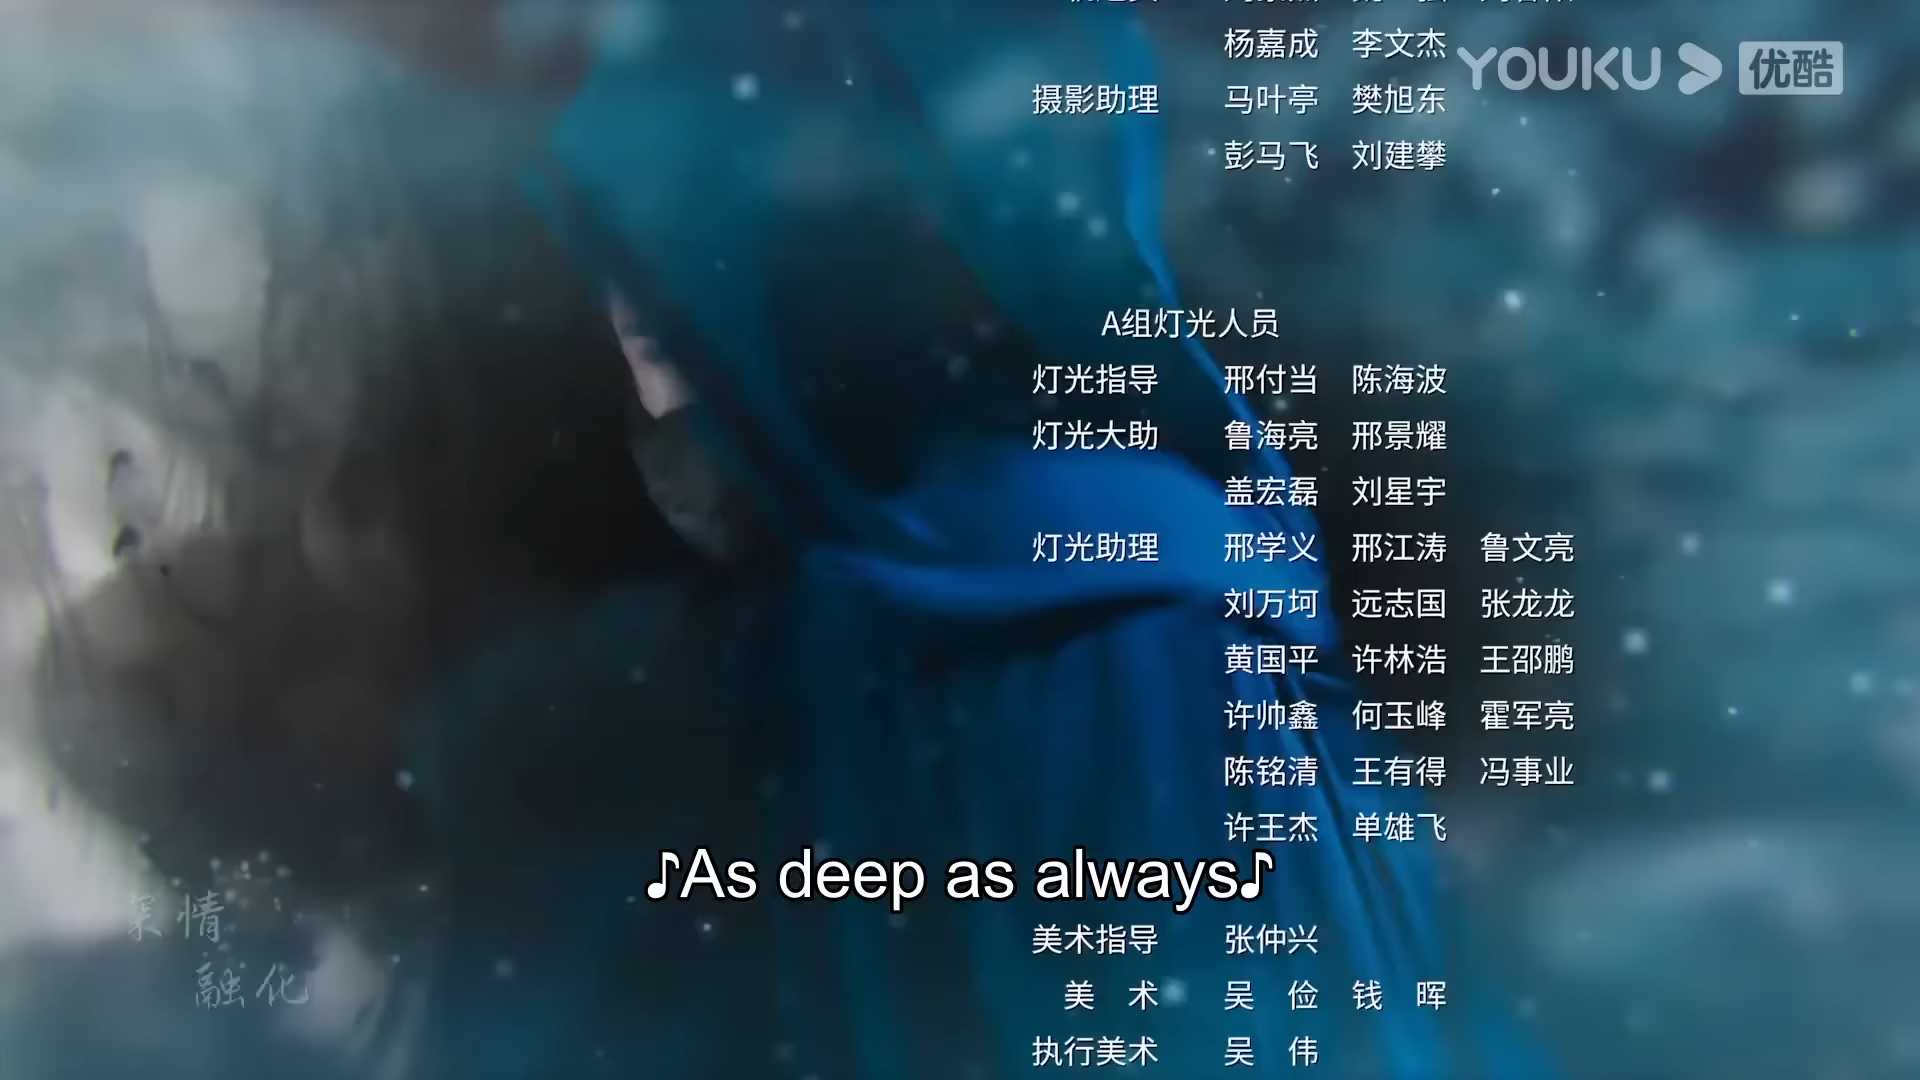 杨嘉成 李文杰
YOUKU 优酷
摄影助理 马叶亭 樊旭东
彭马飞 刘建攀
A组灯光人员
灯光指导 邢付当 陈海波
灯光大助 鲁海亮 邢景耀
盖宏磊 刘星宇
灯光助理 邢学义 邢江涛 鲁文亮
刘万坷 远志国 张龙龙
黄国平 许林浩 王邵鹏
许帅鑫 何玉峰 霍军亮
陈铭清 王有得 冯事业
许王杰 单雄飞
♪As deep as always♪
深情
融化
美术指导 张仲兴
美 术 吴 俭 钱 晖
执行美术 吴 伟